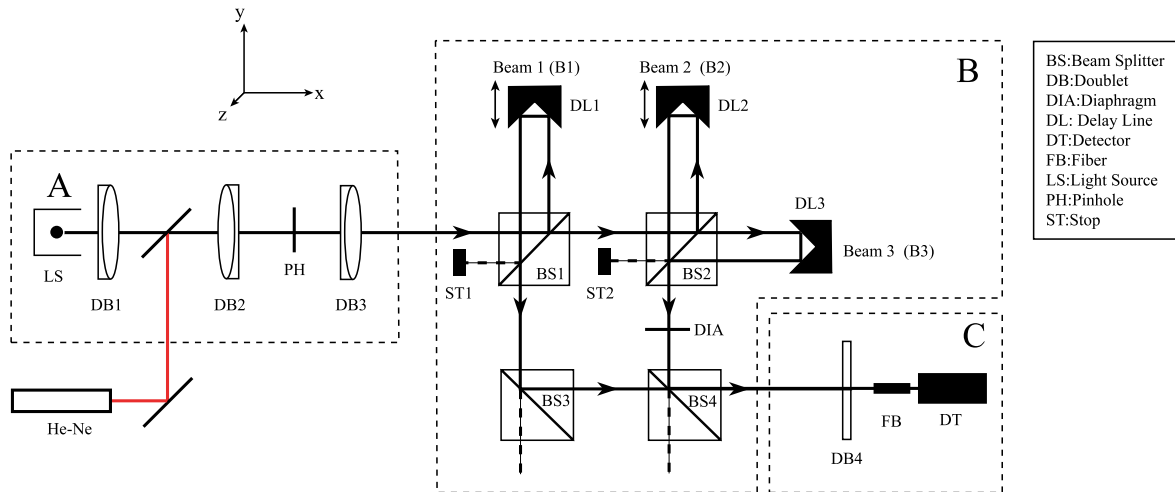 y
x
z
A
LS
DB1
DB2
PH
DB3
He-Ne
B
Beam 1 (B1)
DL1
Beam 2 (B2)
DL2
DL3
Beam 3 (B3)
BS1
ST1
BS2
ST2
DIA
BS3
BS4
C
DB4
FB
DT
BS:Beam Splitter
DB:Doublet
DIA:Diaphragm
DL: Delay Line
DT:Detector
FB:Fiber
LS:Light Source
PH:Pinhole
ST:Stop